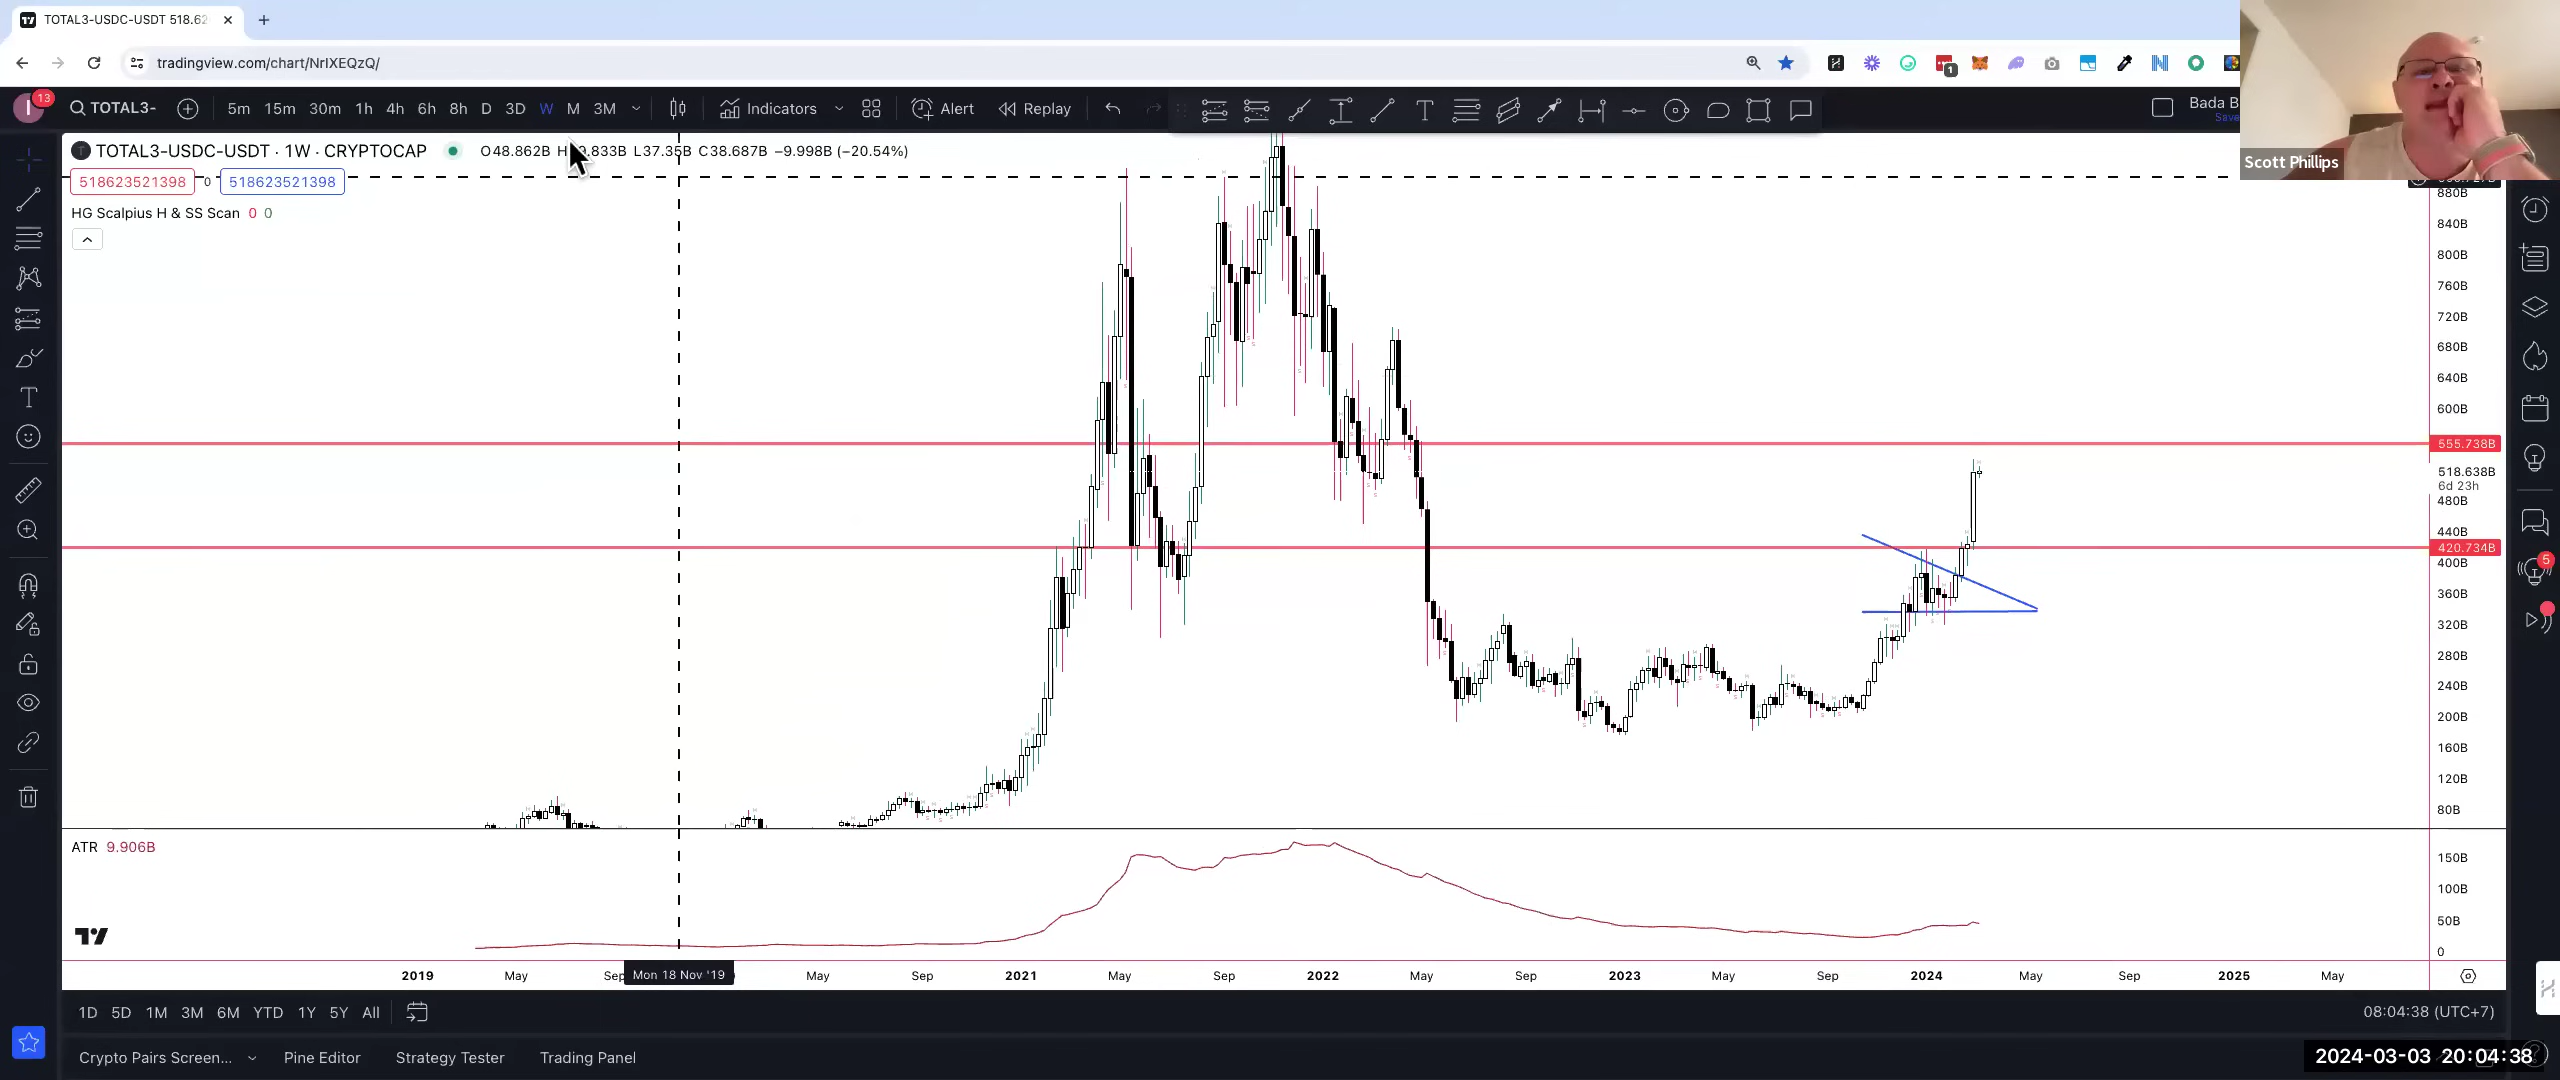 TOTAL3-USDC-USDT 518.62
tradingview.com/chart/NrIXEQzQ/
1
13
TOTAL3-
5m 15m 30m 1h 4h 6h 8h D 3D W M 3M
Indicators
Alert
Replay
Bada B
Save
Scott Phillips
TOTAL3-USDC-USDT · 1W · CRYPTOCAP
O48.862B H 9.833B L37.35B C38.687B −9.998B (−20.54%)
518623521398 0 518623521398
HG Scalpius H & SS Scan 0 0
880B
840B
800B
760B
720B
680B
640B
600B
555.738B
518.638B
6d 23h
480B
440B
420.734B
400B
360B
320B
280B
240B
200B
160B
120B
80B
5
ATR 9.906B
150B
100B
50B
0
2019 May Sep Mon 18 Nov '19 May Sep 2021 May Sep 2022 May Sep 2023 May Sep 2024 May Sep 2025 May
1D 5D 1M 3M 6M YTD 1Y 5Y All
08:04:38 (UTC+7)
Crypto Pairs Screen... Pine Editor Strategy Tester Trading Panel
2024-03-03 20:04:38